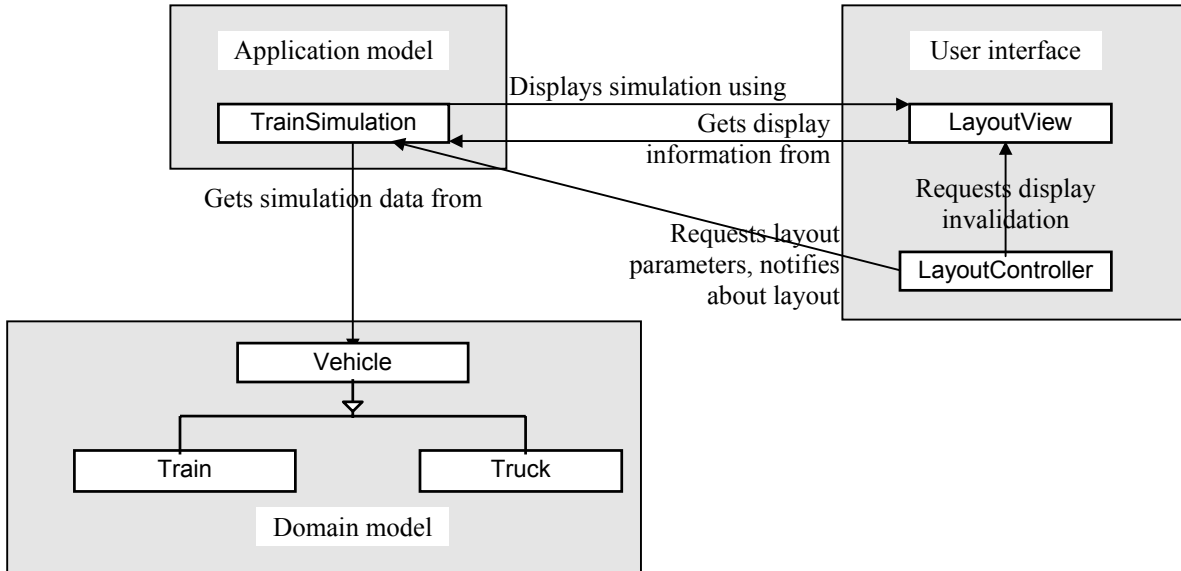 Application model
User interface
Displays simulation using
TrainSimulation
LayoutView
Gets display
information from
Gets simulation data from
Requests display
invalidation
Requests layout
parameters, notifies
about layout
LayoutController
Vehicle
Train
Truck
Domain model